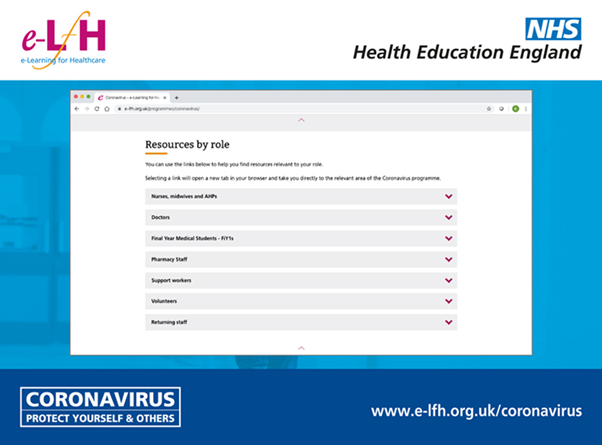 e-LfH
e-Learning for Healthcare
NHS
Health Education England
Coronavirus - e-Learning for He
e-lfh.org.uk/programmes/coronavirus/
Resources by role
You can use the links below to help you find resources relevant to your role.
Selecting a link will open a new tab in your browser and take you directly to the relevant area of the Coronavirus programme.
Nurses, midwives and AHPs
Doctors
Final Year Medical Students - FiY1s
Pharmacy Staff
Support workers
Volunteers
Returning staff
CORONAVIRUS
PROTECT YOURSELF & OTHERS
www.e-lfh.org.uk/coronavirus